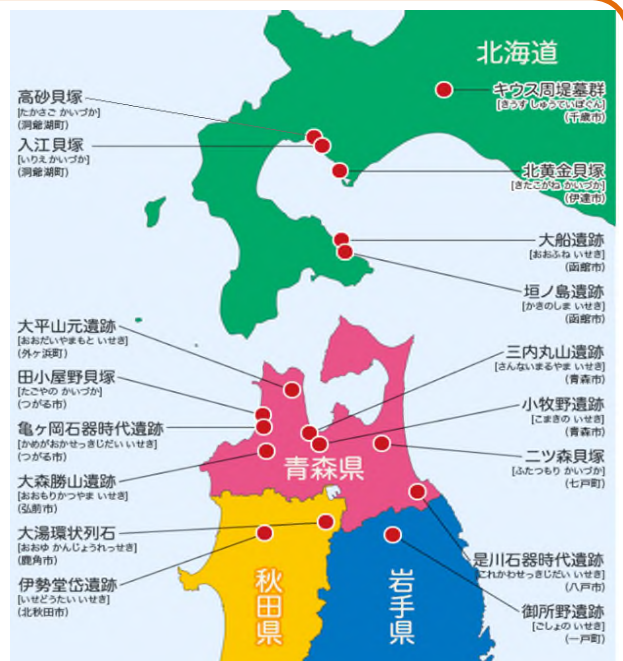 北海道
高砂貝塚
[たかさご かいづか]
(洞爺湖町)
入江貝塚
[いりえ かいづか]
(洞爺湖町)
キウス周堤墓群
[きうす しゅうていぼぐん]
(千歳市)
北黄金貝塚
[きたこがね かいづか]
(伊達市)
大船遺跡
[おおふね いせき]
(函館市)
垣ノ島遺跡
[かきのしま いせき]
(函館市)
大平山元遺跡
[おおだいやまもと いせき]
(外ヶ浜町)
田小屋野貝塚
[たごやの かいづか]
(つがる市)
亀ヶ岡石器時代遺跡
[かめがおかせっきじだい いせき]
(つがる市)
大森勝山遺跡
[おおもりかつやま いせき]
(弘前市)
大湯環状列石
[おおゆ かんじょうれっせき]
(鹿角市)
伊勢堂岱遺跡
[いせどうたい いせき]
(北秋田市)
三内丸山遺跡
[さんないまるやま いせき]
(青森市)
小牧野遺跡
[こまきの いせき]
(青森市)
二ツ森貝塚
[ふたつもり かいづか]
(七戸町)
是川石器時代遺跡
[これかわせっきじだい いせき]
(八戸市)
御所野遺跡
[ごしょの いせき]
(一戸町)
青森県
秋田県
岩手県